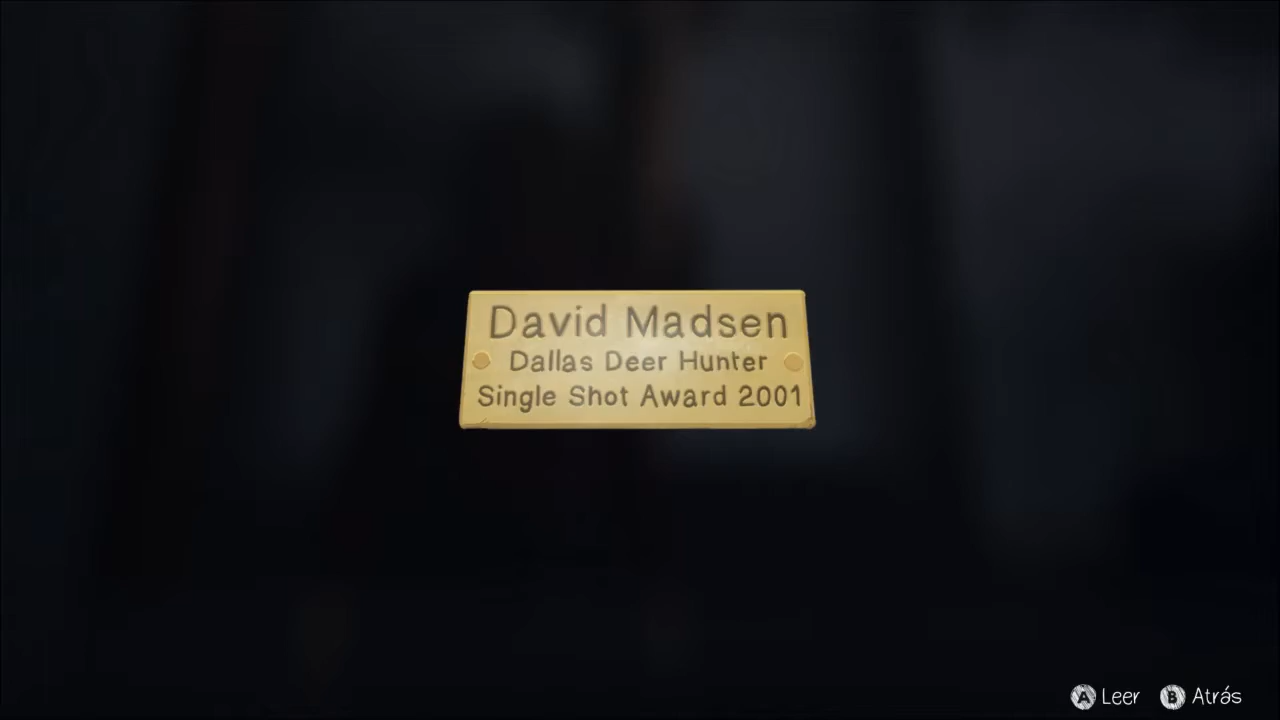 David Madsen
Dallas Deer Hunter
Single Shot Award 2001
A Leer B Atrás